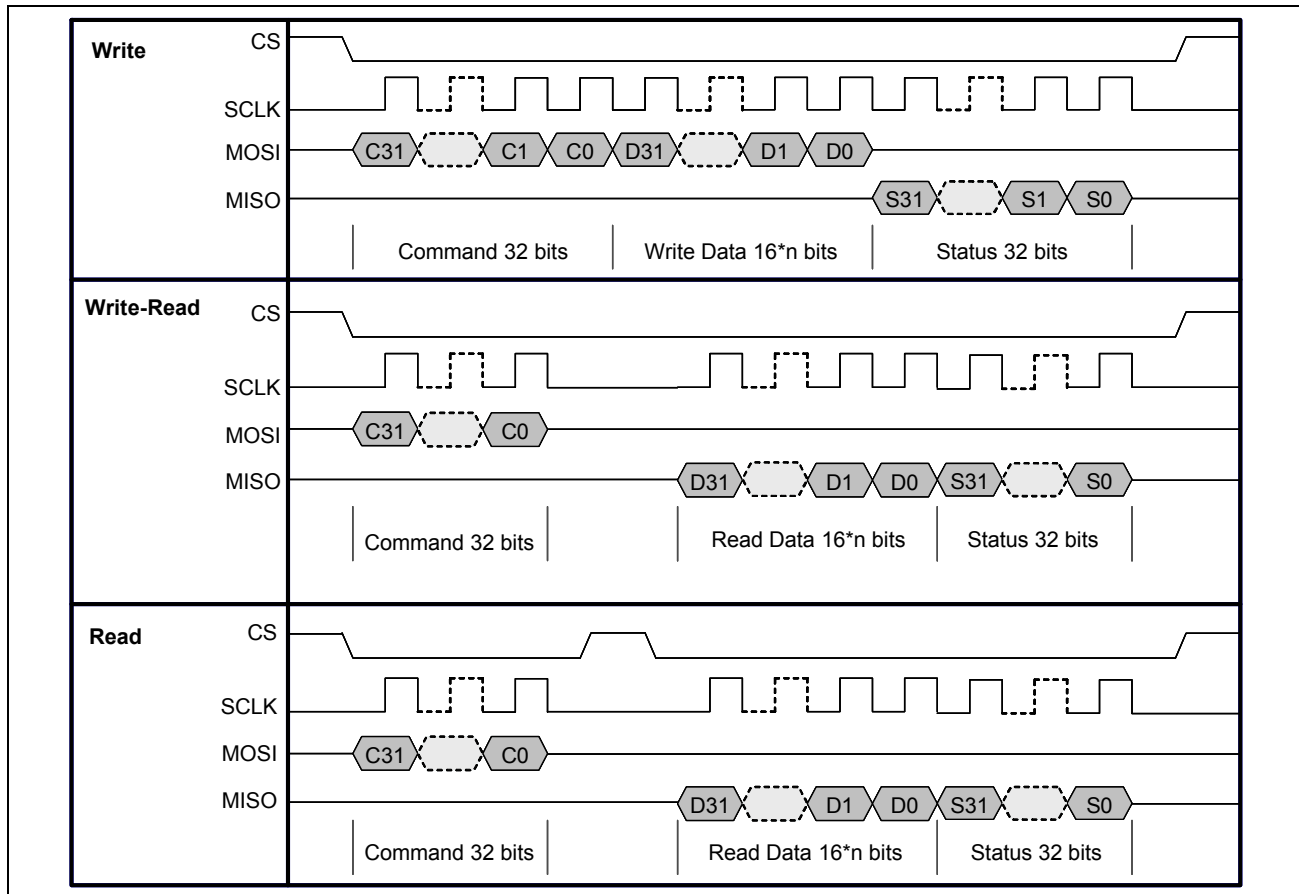 Write
CS
SCLK
MOSI C31 C1 C0 D31 D1 D0
MISO S31 S1 S0
Command 32 bits Write Data 16*n bits Status 32 bits
Write-Read CS
SCLK
MOSI C31 C0
MISO D31 D1 D0 S31 S0
Command 32 bits Read Data 16*n bits Status 32 bits
Read CS
SCLK
MOSI C31 C0
MISO D31 D1 D0 S31 S0
Command 32 bits Read Data 16*n bits Status 32 bits